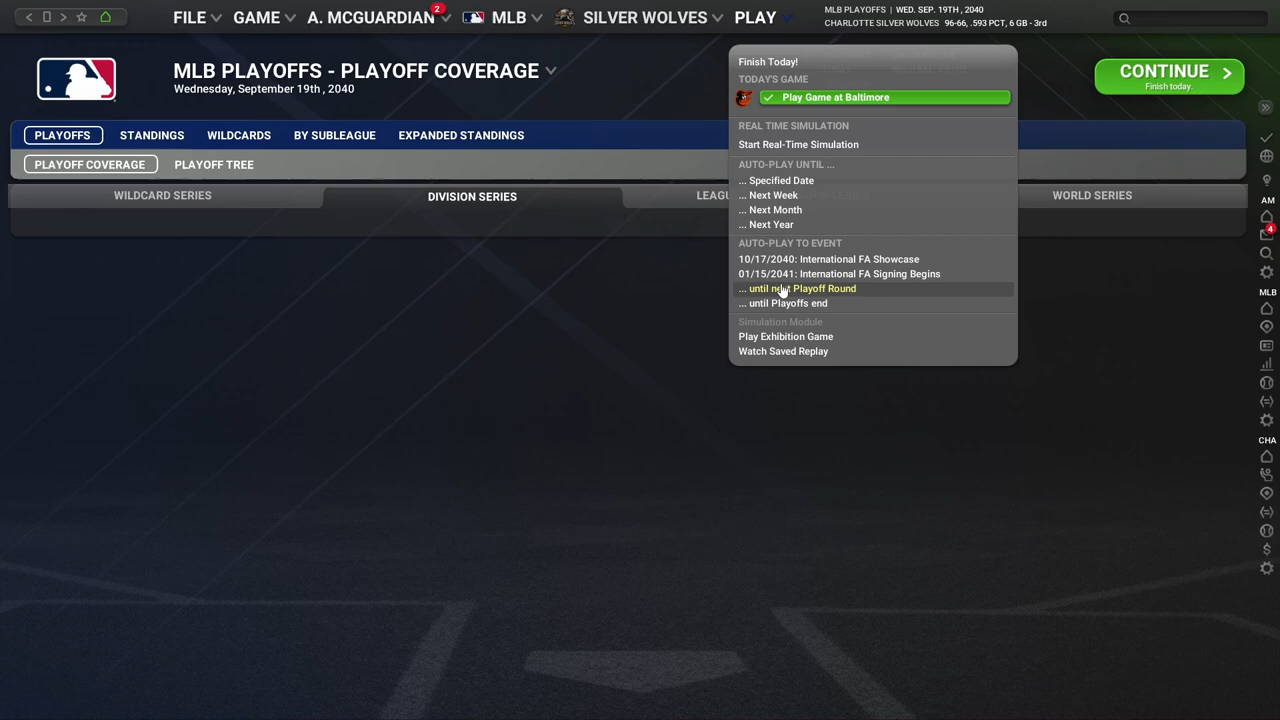 FILE
GAME
A. MCGUARDIAN
2
MLB
SILVER WOLVES
PLAY
MLB PLAYOFFS | WED. SEP. 19TH , 2040
CHARLOTTE SILVER WOLVES 96-66, .593 PCT, 6 GB - 3rd
MLB PLAYOFFS - PLAYOFF COVERAGE
Wednesday, September 19th , 2040
CONTINUE
Finish today.
PLAYOFFS
STANDINGS
WILDCARDS
BY SUBLEAGUE
EXPANDED STANDINGS
PLAYOFF COVERAGE
PLAYOFF TREE
WILDCARD SERIES
DIVISION SERIES
LEAGU
WORLD SERIES
Finish Today!
TODAY'S GAME
Play Game at Baltimore
REAL TIME SIMULATION
Start Real-Time Simulation
AUTO-PLAY UNTIL ...
... Specified Date
... Next Week
... Next Month
... Next Year
AUTO-PLAY TO EVENT
10/17/2040: International FA Showcase
01/15/2041: International FA Signing Begins
... until next Playoff Round
... until Playoffs end
Simulation Module
Play Exhibition Game
Watch Saved Replay
AM
4
MLB
CHA